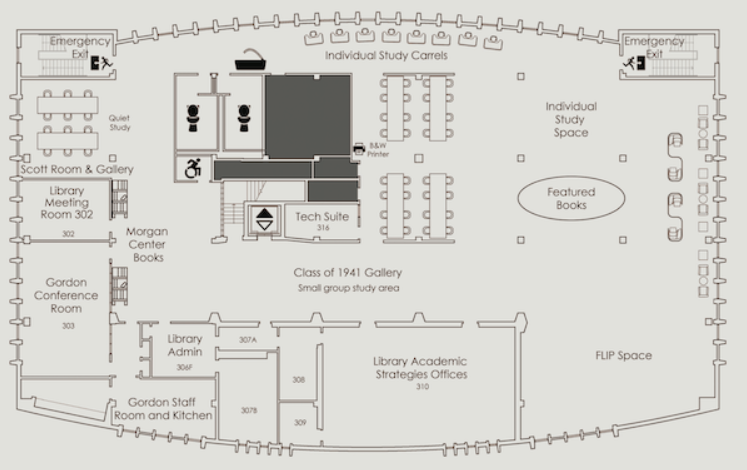 Emergency
Exit
Individual Study Carrels
Emergency
Exit
Quiet
Study
B&W
Printer
Individual
Study
Space
Scott Room & Gallery
Library
Meeting
Room 302
302
Featured
Books
Tech Suite
316
Morgan
Center
Books
Class of 1941 Gallery
Small group study area
Gordon
Conference
Room
303
Library
Admin
306F
307A
308
Library Academic
Strategies Offices
310
FLIP Space
Gordon Staff
Room and Kitchen
307B
309